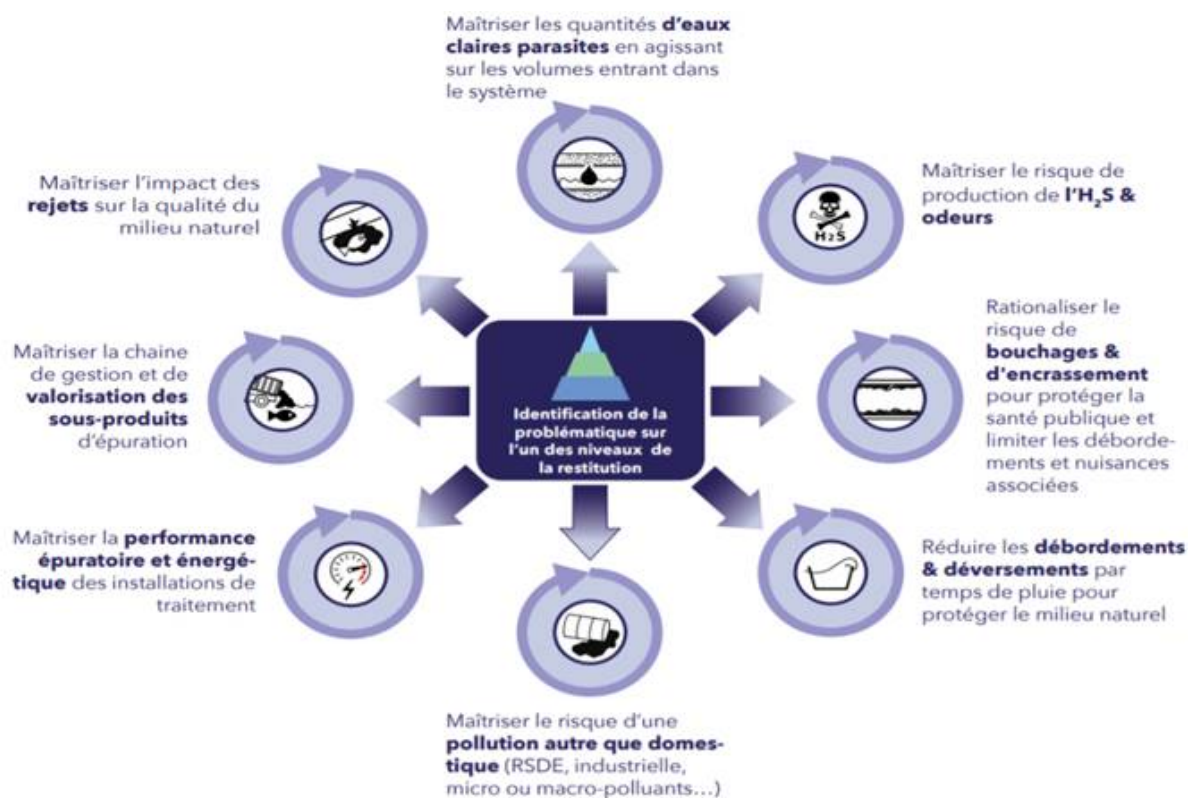 Maîtriser les quantités d'eaux
claires parasites en agissant
sur les volumes entrant dans
le système
Maîtriser l'impact des
rejets sur la qualité du
milieu naturel
Maîtriser le risque de
production de l'H₂S &
odeurs
H2S
Maîtriser la chaine
de gestion et de
valorisation des
sous-produits
d'épuration
Identification de la
problématique sur
l'un des niveaux de
la restitution
Rationaliser le
risque de
bouchages &
d'encrassement
pour protéger la
santé publique et
limiter les déborde-
ments et nuisances
associées
Maîtriser la performance
épuratoire et énergé-
tique des installations de
traitement
Réduire les débordements
& déversements par
temps de pluie pour
protéger le milieu naturel
Maîtriser le risque d'une
pollution autre que domes-
tique (RSDE, industrielle,
micro ou macro-polluants...)